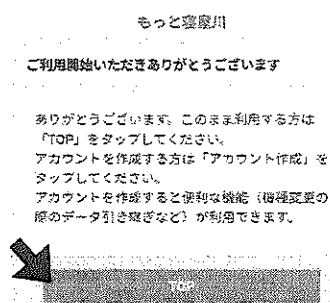 もっと寝屋川
ご利用開始いただきありがとうございます
ありがとうございます。このまま利用する方は
「TOP」をタップしてください。
アカウントを作成する方は「アカウント作成」を
タップしてください。
アカウントを作成すると便利な機能（機種変更の
際のデータ引き継ぎなど）が利用できます。
TOP